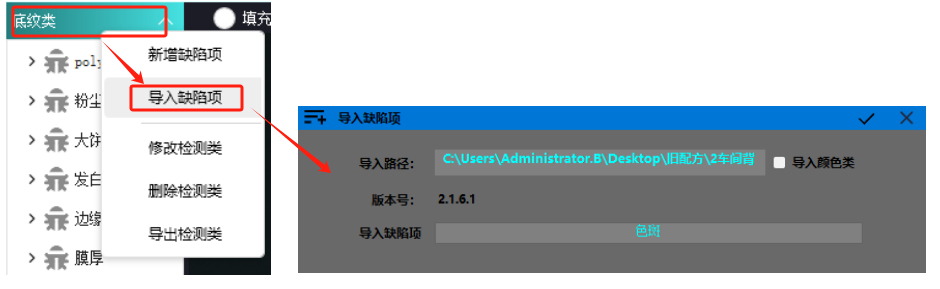 底纹类
填充
poly
粉尘
大饼
发白
边缘
膜厚
新增缺陷项
导入缺陷项
修改检测类
删除检测类
导出检测类
导入缺陷项
导入路径: C:\Users\Administrator.B\Desktop\旧配方\2车间背 导入颜色类
版本号: 2.1.6.1
导入缺陷项 色斑